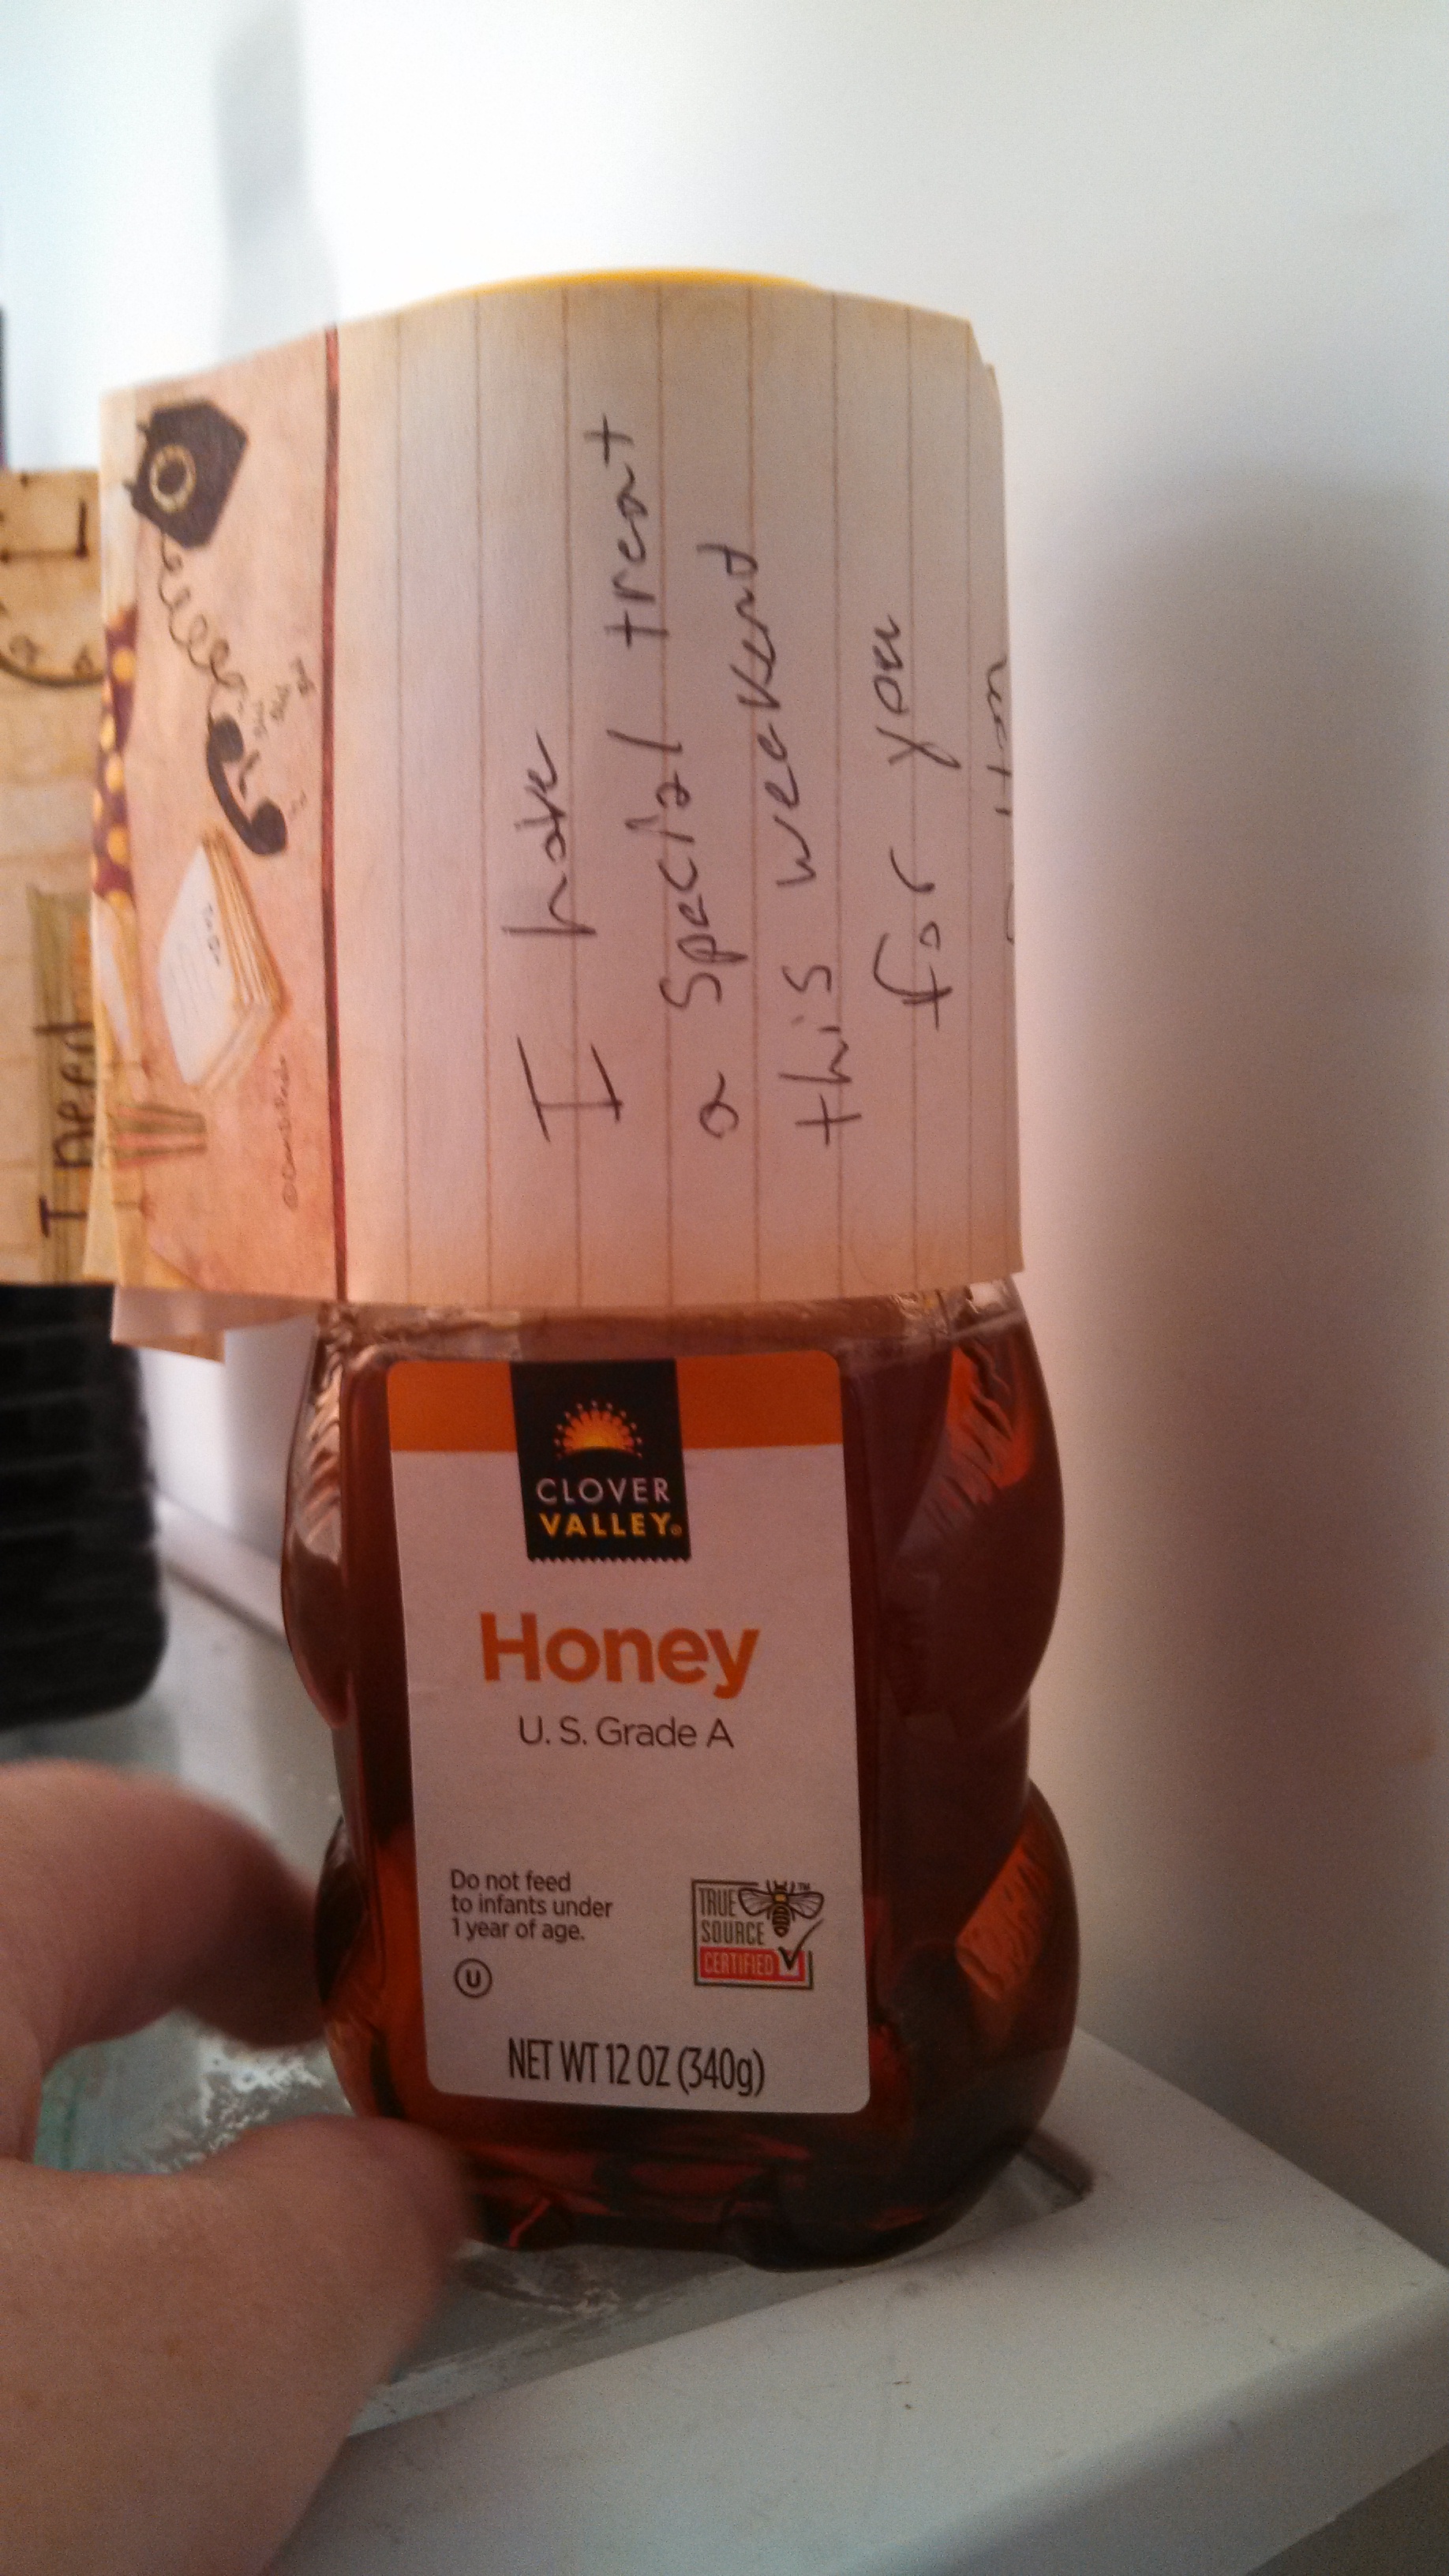 I have
a special treat
this weekend
for you
I need
CLOVER
VALLEY®
Honey
U. S. Grade A
Do not feed
to infants under
1 year of age.
U
TRUE
SOURCE
CERTIFIED
NET WT 12 OZ (340g)